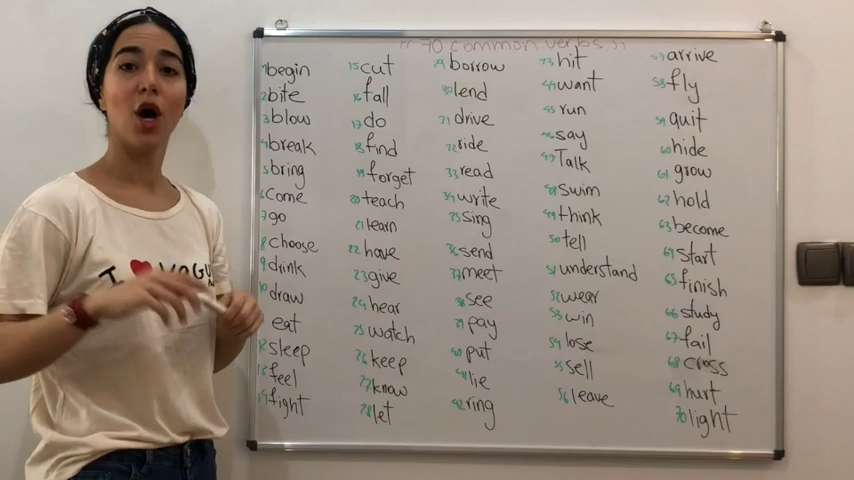 " 70 common verbs "
1 begin
2 bite
3 blow
4 break
5 bring
6 come
7 go
8 choose
9 drink
10 draw
eat
12 sleep
13 feel
14 fight
15 cut
16 fall
17 do
18 find
19 forget
20 teach
21 learn
22 have
23 give
24 hear
25 watch
26 keep
27 know
28 let
29 borrow
30 lend
31 drive
32 ride
33 read
34 write
35 sing
36 send
37 meet
38 see
39 pay
40 put
41 lie
42 ring
43 hit
44 want
45 run
46 say
47 Talk
48 swim
49 think
50 tell
51 understand
52 wear
53 win
54 lose
55 sell
56 leave
57 arrive
58 fly
59 quit
60 hide
61 grow
62 hold
63 become
64 start
65 finish
66 study
67 fail
68 cross
69 hurt
70 light
I VOGUE